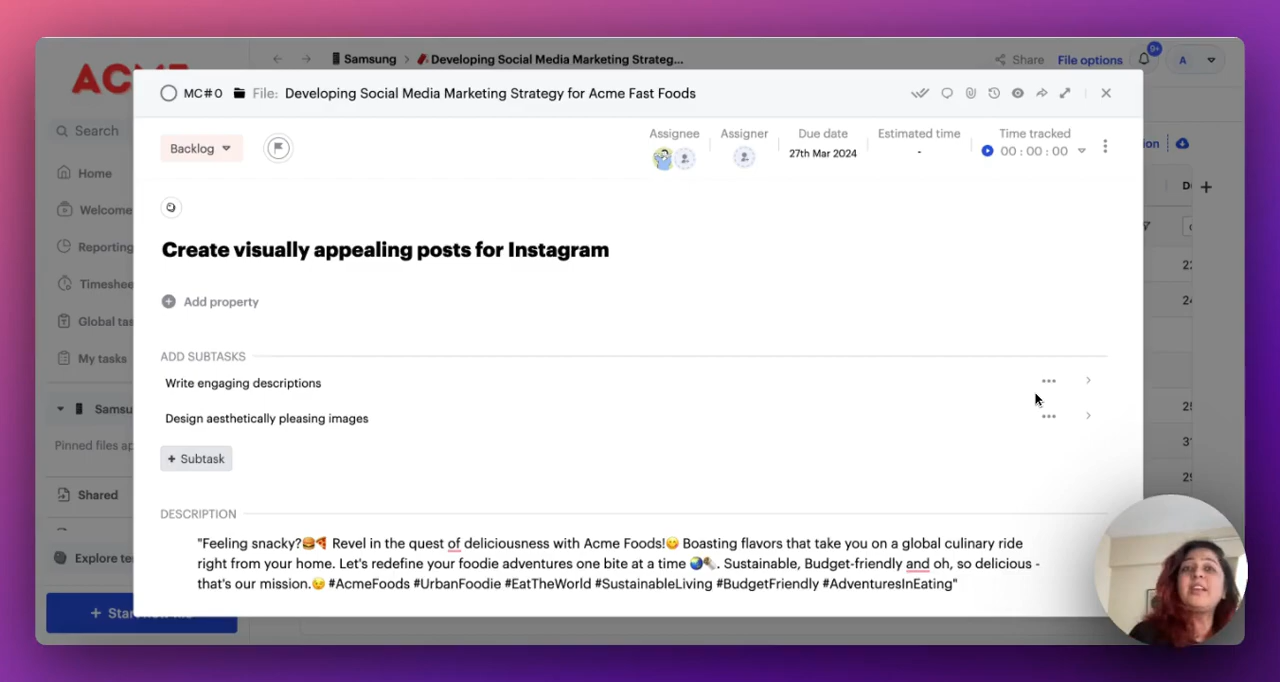 ACME
Samsung > Developing Social Media Marketing Strateg...
Share
File options
9+
A
MC#0 File: Developing Social Media Marketing Strategy for Acme Fast Foods
Search
Backlog
Assignee
Assigner
Due date
27th Mar 2024
Estimated time
-
Time tracked
00 : 00 : 00
ion
Home
Welcome
Reporting
Timeshee
Global tas
My tasks
Samsu
Pinned files ap
Shared
Explore te
+ Star
Create visually appealing posts for Instagram
Add property
ADD SUBTASKS
Write engaging descriptions
Design aesthetically pleasing images
+ Subtask
DESCRIPTION
"Feeling snacky?🍔🍕 Revel in the quest of deliciousness with Acme Foods!😋 Boasting flavors that take you on a global culinary ride
right from your home. Let's redefine your foodie adventures one bite at a time 🌍🌯. Sustainable, Budget-friendly and oh, so delicious -
that's our mission.😉 #AcmeFoods #UrbanFoodie #EatTheWorld #SustainableLiving #BudgetFriendly #AdventuresInEating"